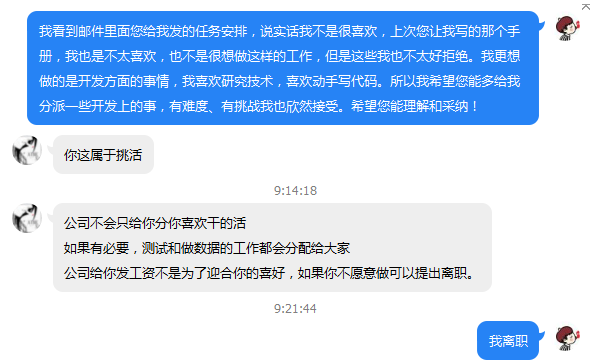 我看到邮件里面您给我发的任务安排，说实话我不是很喜欢，上次您让我写的那个手
册，我也是不太喜欢，也不是很想做这样的工作，但是这些我也不太好拒绝。我更想
做的是开发方面的事情，我喜欢研究技术，喜欢动手写代码。所以我希望您能多给我
分派一些开发上的事，有难度、有挑战我也欣然接受。希望您能理解和采纳！
你这属于挑活
9:14:18
公司不会只给你分你喜欢干的活
如果有必要，测试和做数据的工作都会分配给大家
公司给你发工资不是为了迎合你的喜好，如果你不愿意做可以提出离职。
9:21:44
我离职